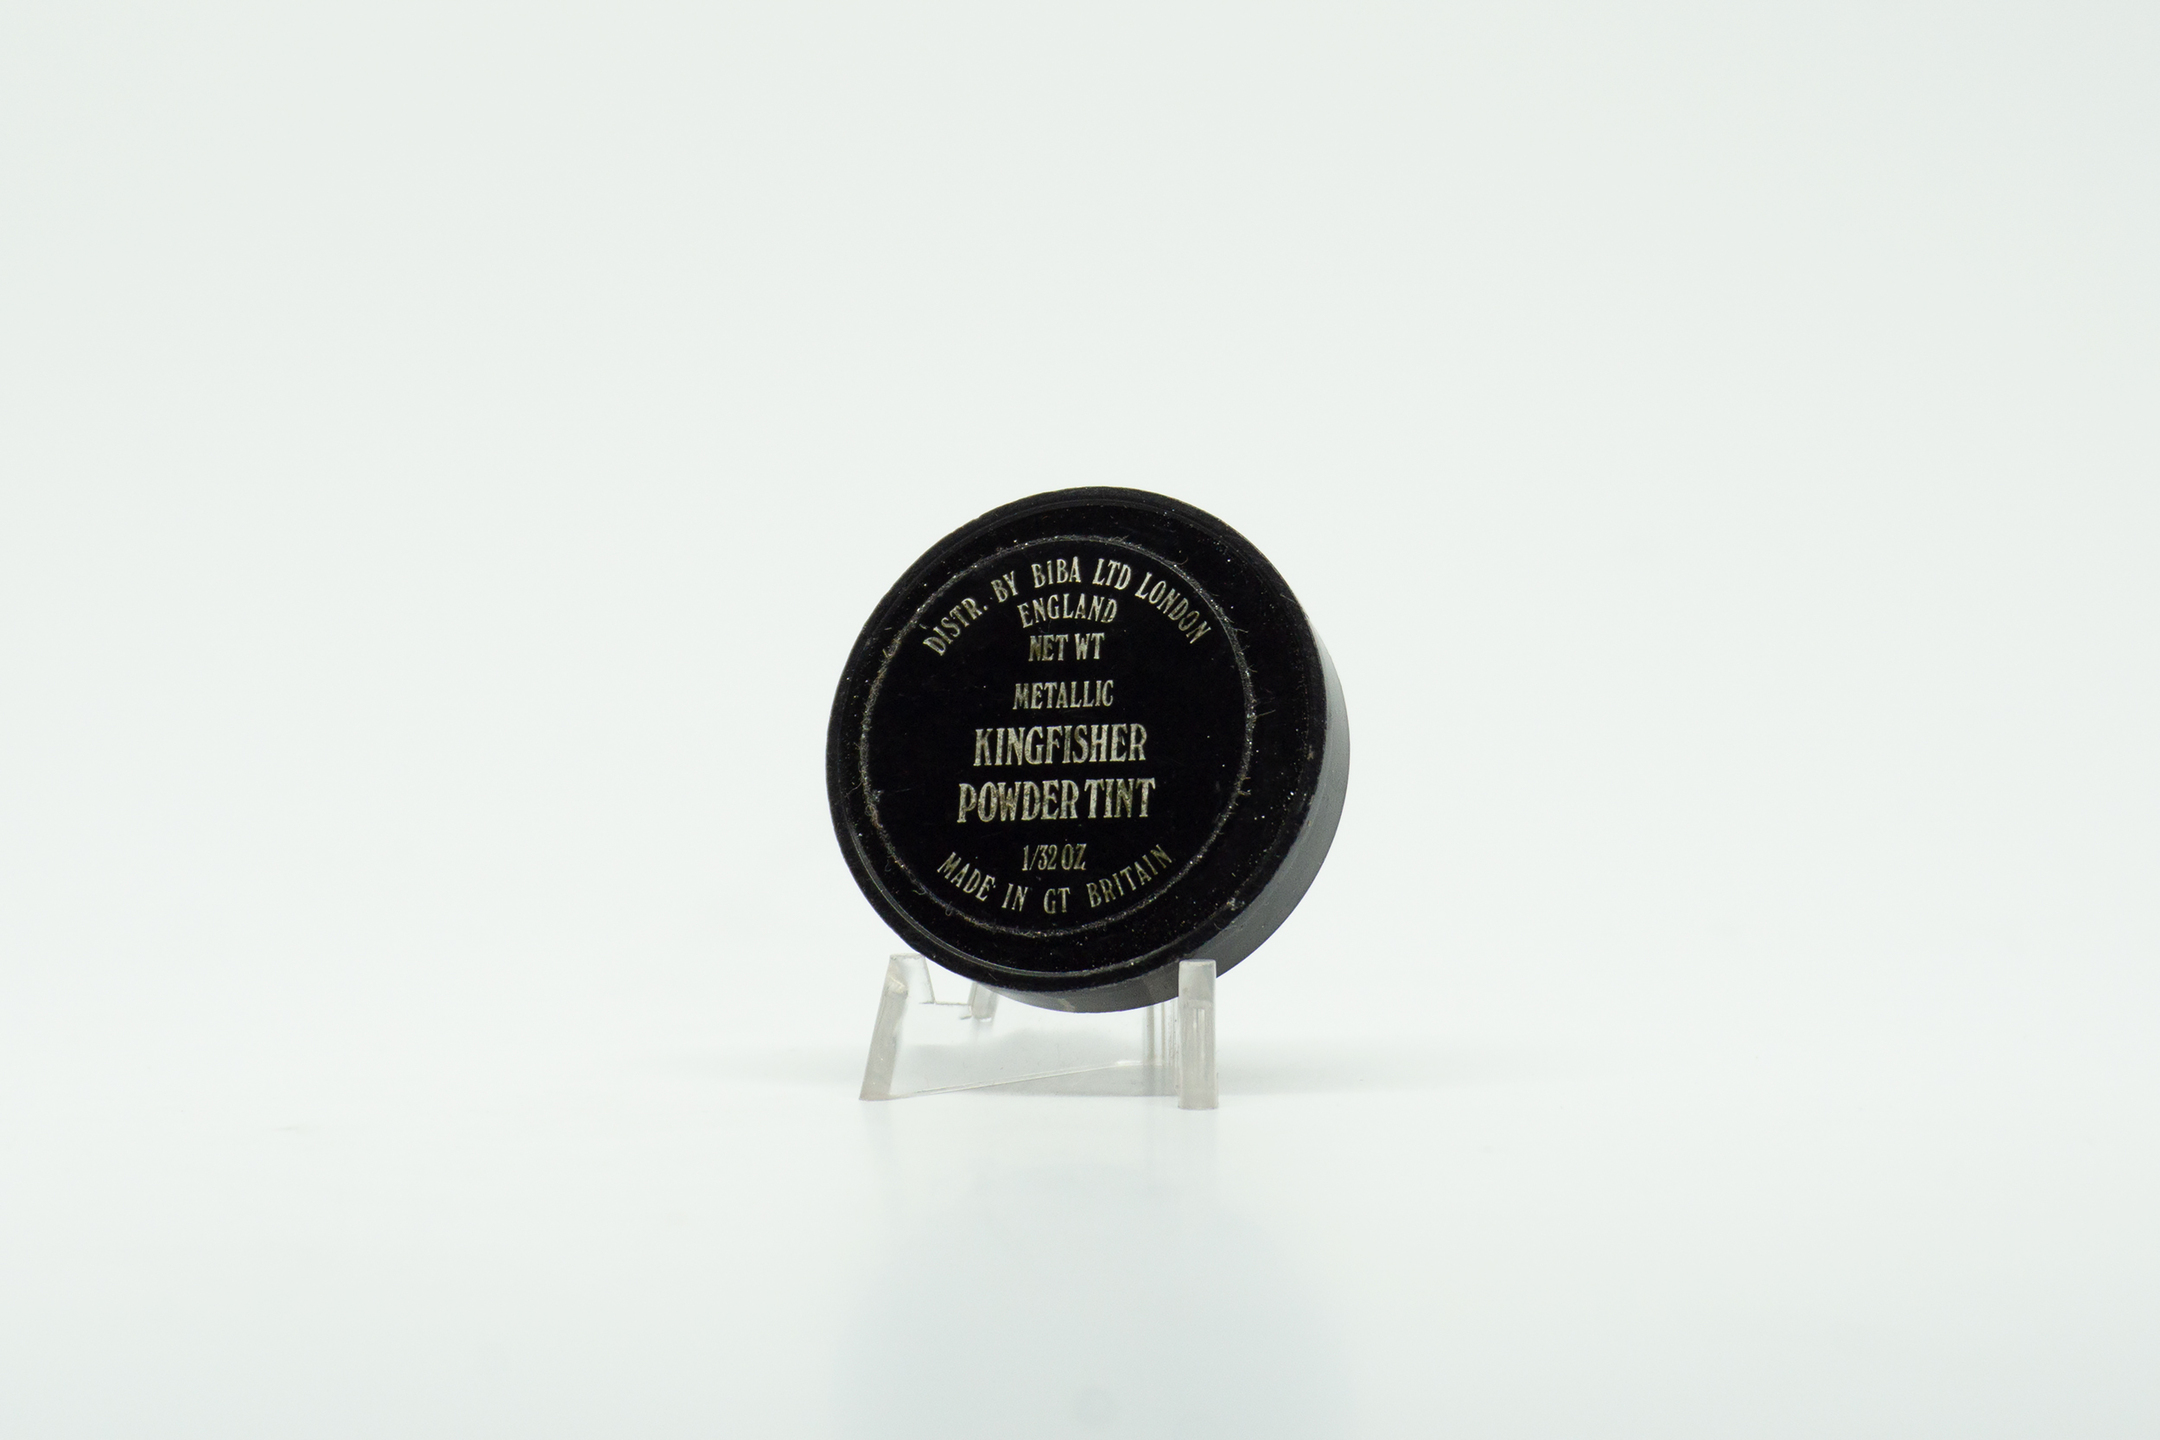 DISTR. BY BIBA LTD LONDON
ENGLAND
NET WT
METALLIC
KINGFISHER
POWDER TINT
1/32 OZ
MADE IN GT BRITAIN